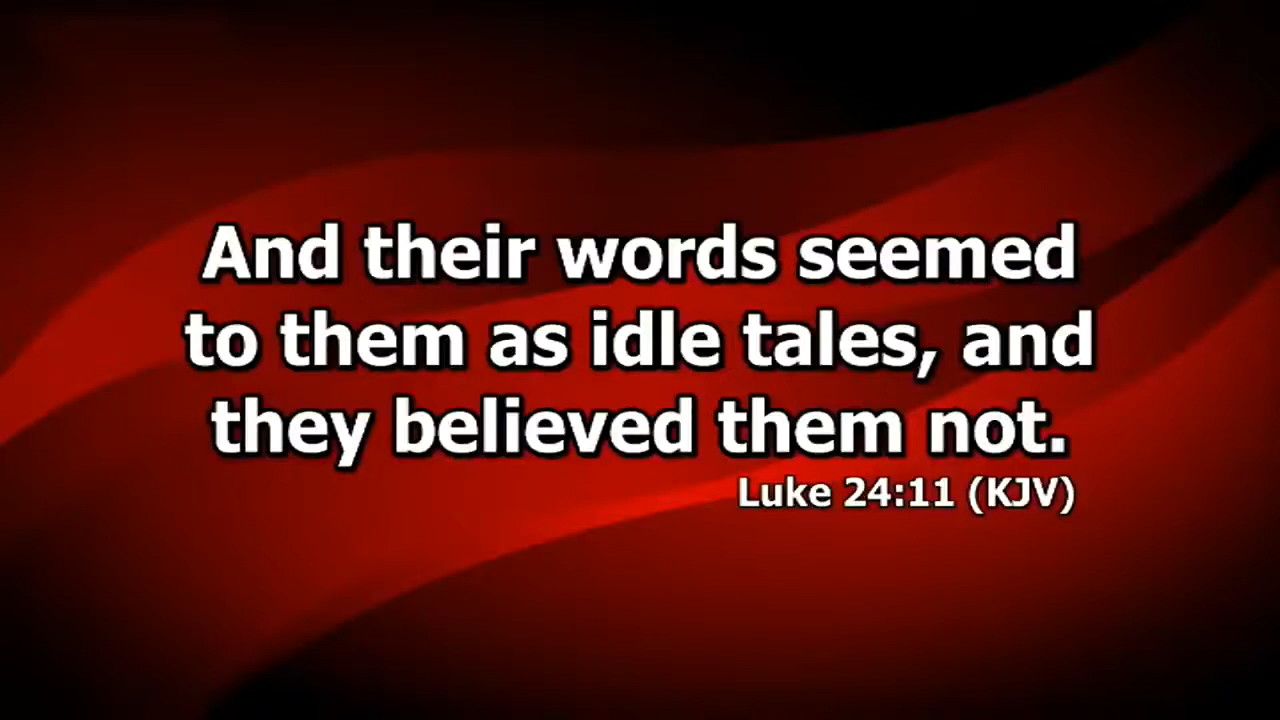 And their words seemed
to them as idle tales, and
they believed them not.
Luke 24:11 (KJV)